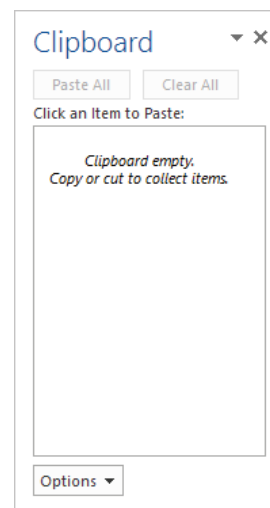 Clipboard
Paste All Clear All
Click an Item to Paste:
Clipboard empty.
Copy or cut to collect items.
Options